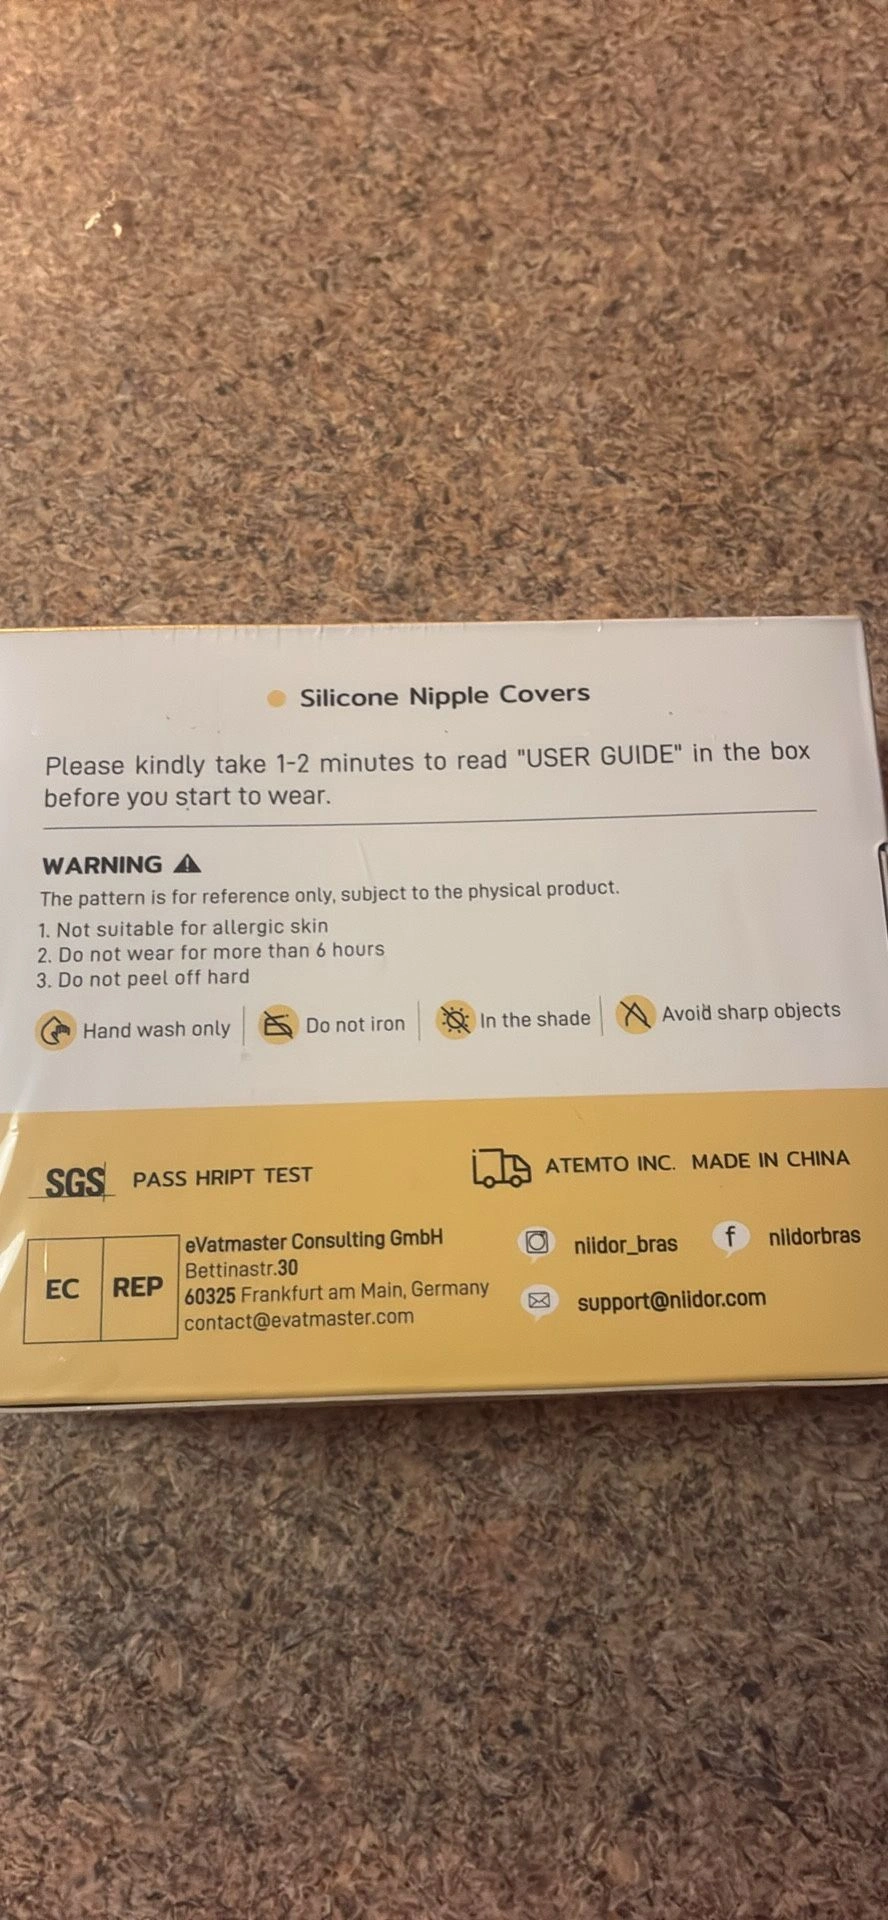 Silicone Nipple Covers
Please kindly take 1-2 minutes to read "USER GUIDE" in the box
before you start to wear.
WARNING
The pattern is for reference only, subject to the physical product.
1. Not suitable for allergic skin
2. Do not wear for more than 6 hours
3. Do not peel off hard
Hand wash only
Do not iron
In the shade
Avoid sharp objects
SGS PASS HRIPT TEST
ATEMTO INC. MADE IN CHINA
EC REP
eVatmaster Consulting GmbH
Bettinastr.30
60325 Frankfurt am Main, Germany
contact@evatmaster.com
niidor_bras
f niidorbras
support@niidor.com